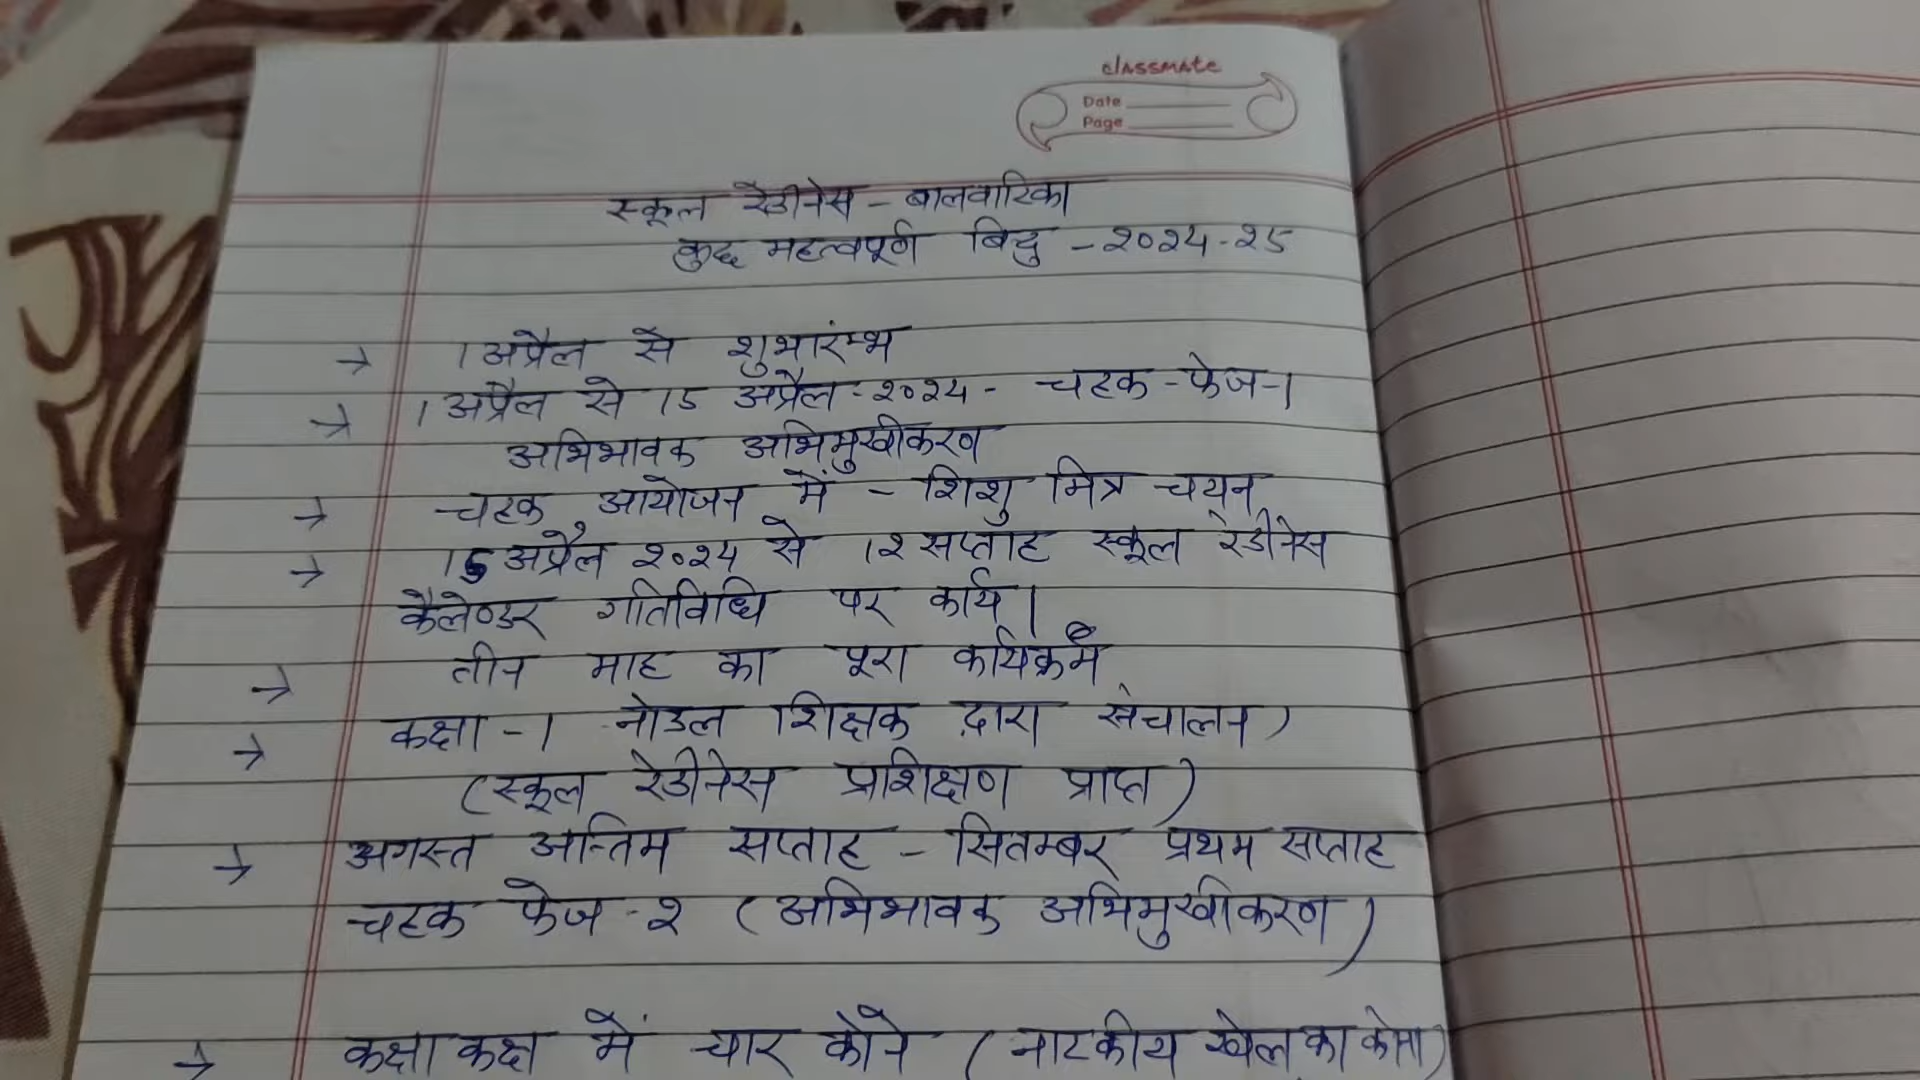 classmate
Date
Page
स्कूल रेडीनेस - बालवाटिका
कुछ महत्वपूर्ण बिंदु - २०२४-२५
→ 1 अप्रैल से शुभारंम्भ
→ 1 अप्रैल से 15 अप्रैल - २०२४ - चहक - फेज-1
अभिभावक अभिमुखीकरण
→ चहक आयोजन में - शिशु मित्र चयन
→ 15 अप्रैल २०२४ से 1२ सप्ताह स्कूल रेडीनेस
कैलेण्डर गतिविधि पर कार्य।
→ तीन माह का पूरा कार्यक्रम
→ कक्षा -1 नोडल शिक्षक द्वारा संचालन)
(स्कूल रेडीनेस प्रशिक्षण प्राप्त)
→ अगस्त अन्तिम सप्ताह - सितम्बर प्रथम सप्ताह
चहक फेज-२ (अभिभावक अभिमुखीकरण)
→ कक्षा कक्ष में चार कोने (नाटकीय खेल का कोना)